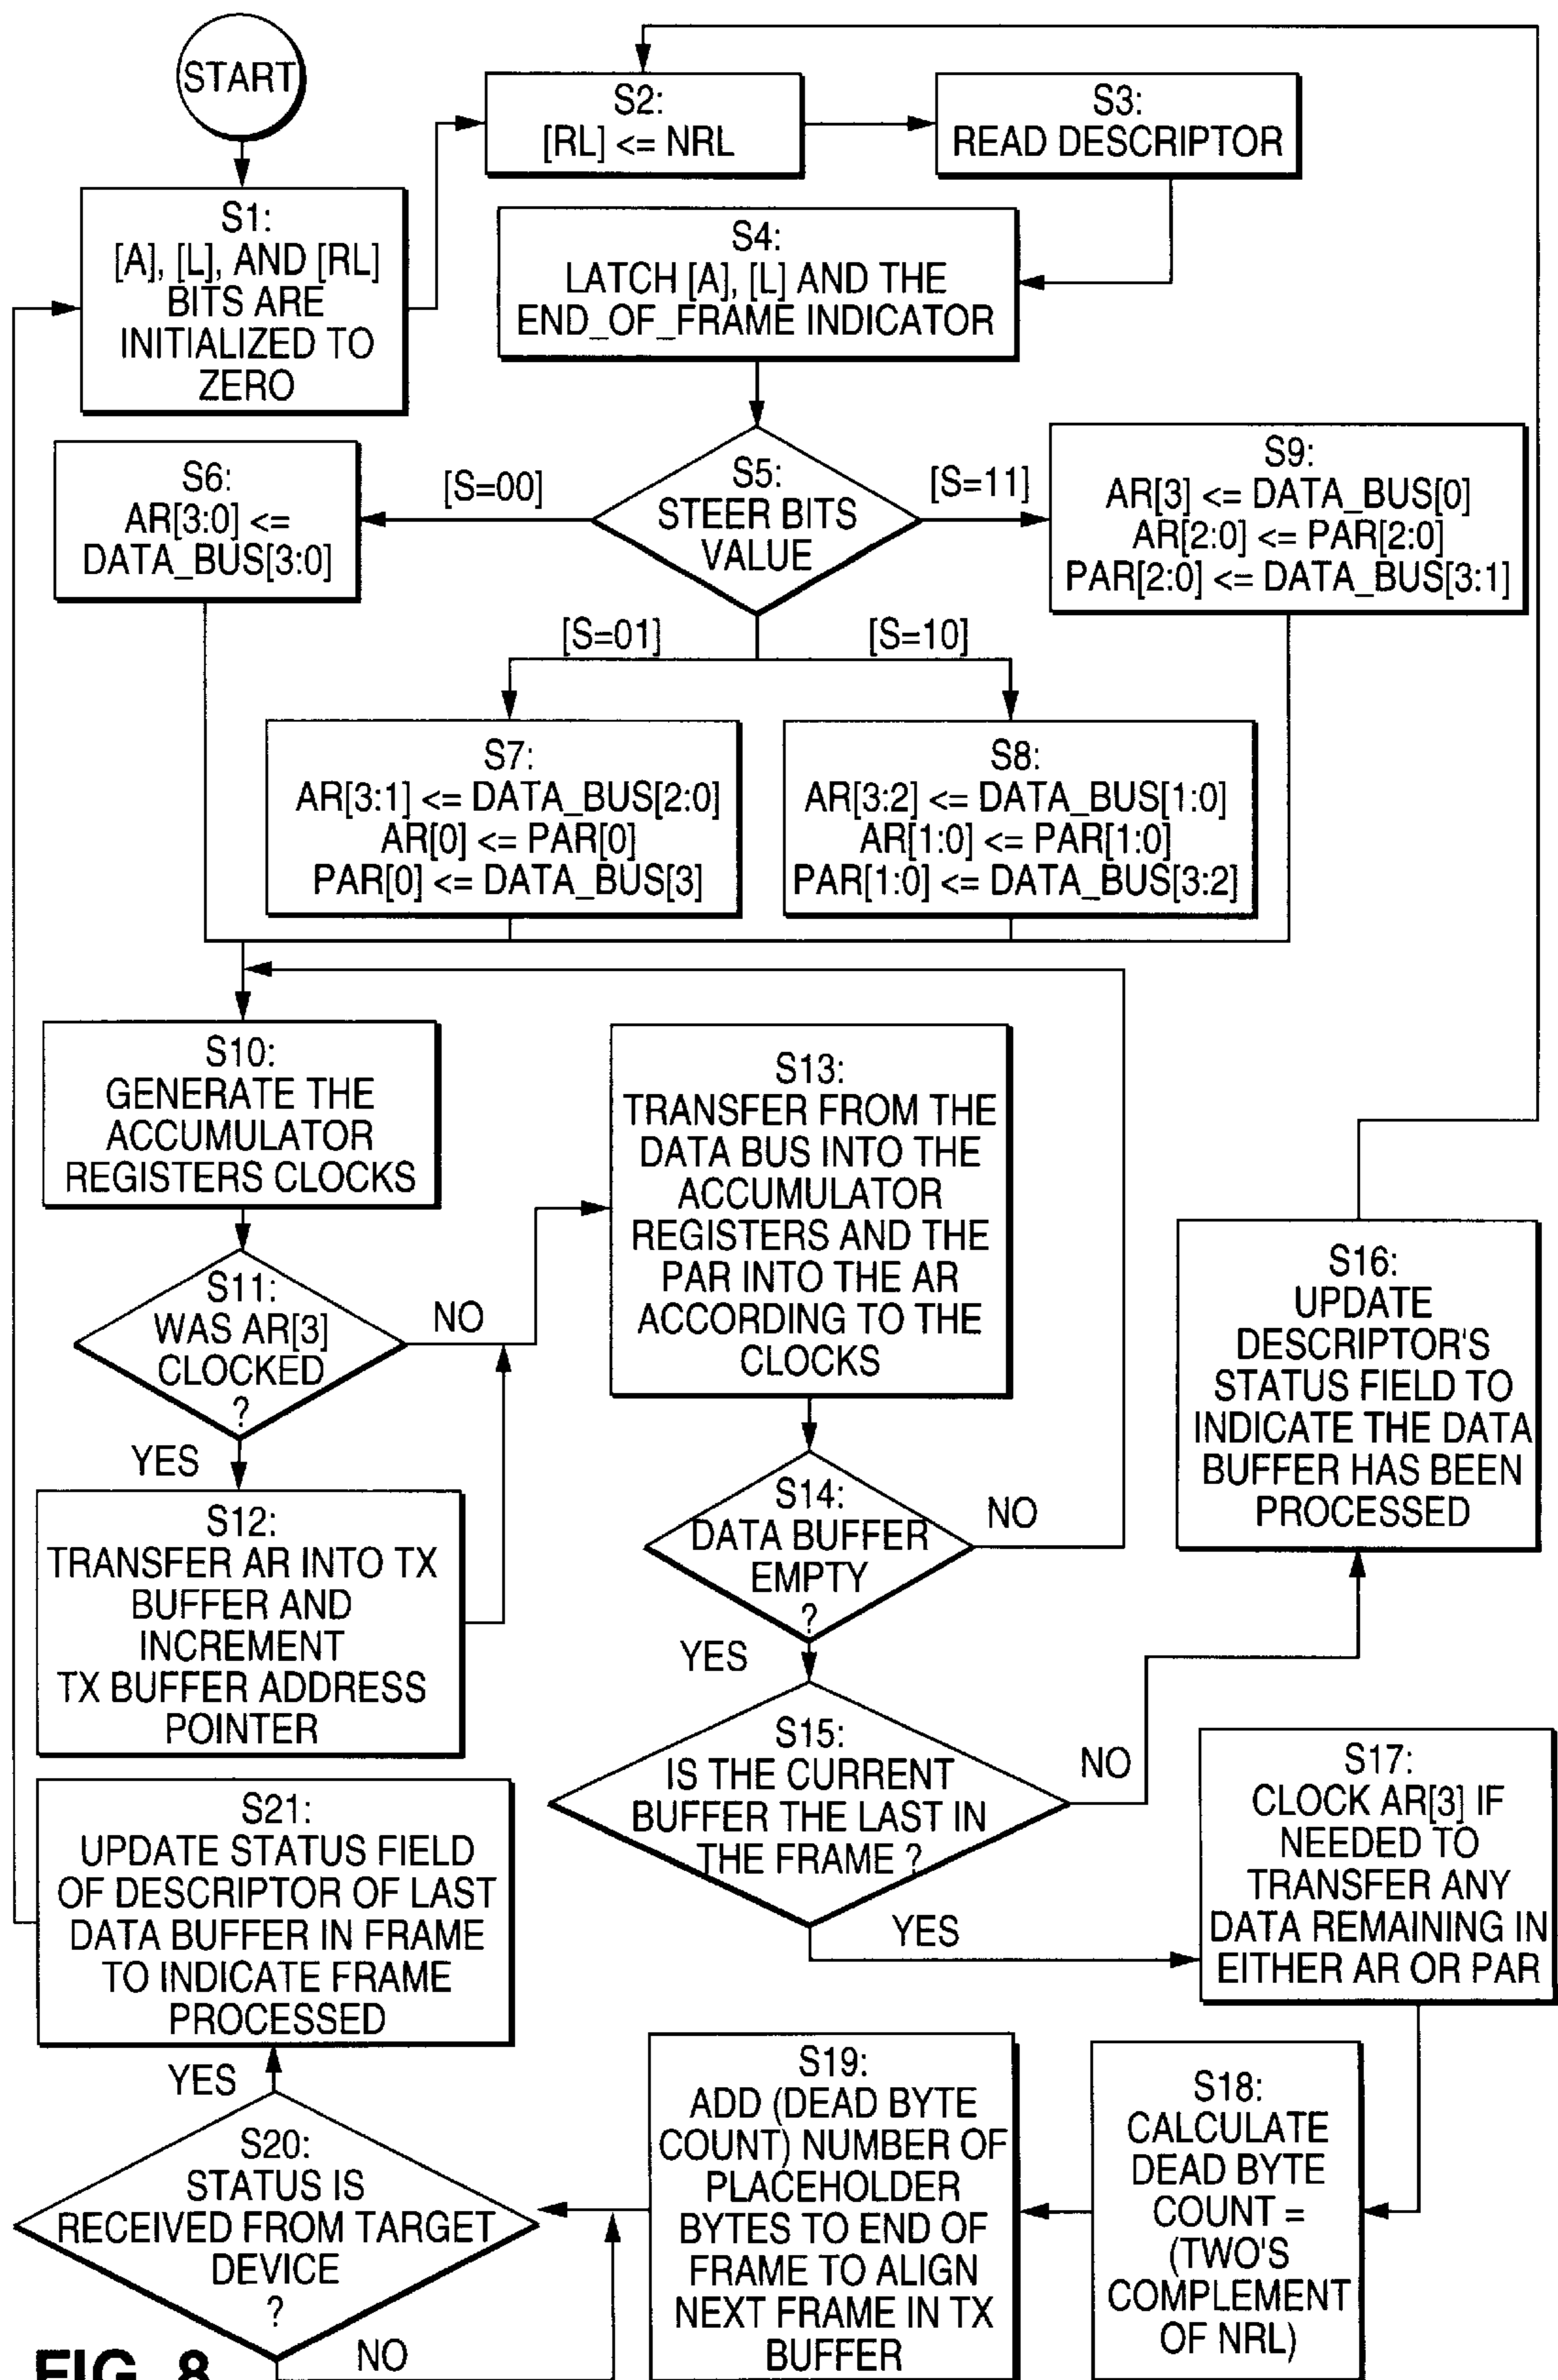 START
S1:
[A], [L], AND [RL]
BITS ARE
INITIALIZED TO
ZERO
S2:
[RL] <= NRL
S3:
READ DESCRIPTOR
S4:
LATCH [A], [L] AND THE
END_OF_FRAME INDICATOR
S5:
STEER BITS
VALUE
[S=00]
[S=11]
S6:
AR[3:0] <=
DATA_BUS[3:0]
S9:
AR[3] <= DATA_BUS[0]
AR[2:0] <= PAR[2:0]
PAR[2:0] <= DATA_BUS[3:1]
[S=01]
[S=10]
S7:
AR[3:1] <= DATA_BUS[2:0]
AR[0] <= PAR[0]
PAR[0] <= DATA_BUS[3]
S8:
AR[3:2] <= DATA_BUS[1:0]
AR[1:0] <= PAR[1:0]
PAR[1:0] <= DATA_BUS[3:2]
S10:
GENERATE THE
ACCUMULATOR
REGISTERS CLOCKS
S11:
WAS AR[3]
CLOCKED
?
NO
YES
S12:
TRANSFER AR INTO TX
BUFFER AND
INCREMENT
TX BUFFER ADDRESS
POINTER
S13:
TRANSFER FROM THE
DATA BUS INTO THE
ACCUMULATOR
REGISTERS AND THE
PAR INTO THE AR
ACCORDING TO THE
CLOCKS
S14:
DATA BUFFER
EMPTY
?
NO
YES
S15:
IS THE CURRENT
BUFFER THE LAST IN
THE FRAME ?
NO
YES
S16:
UPDATE
DESCRIPTOR'S
STATUS FIELD TO
INDICATE THE DATA
BUFFER HAS BEEN
PROCESSED
S17:
CLOCK AR[3] IF
NEEDED TO
TRANSFER ANY
DATA REMAINING IN
EITHER AR OR PAR
S18:
CALCULATE
DEAD BYTE
COUNT =
(TWO'S
COMPLEMENT
OF NRL)
S19:
ADD (DEAD BYTE
COUNT) NUMBER OF
PLACEHOLDER
BYTES TO END OF
FRAME TO ALIGN
NEXT FRAME IN TX
BUFFER
S20:
STATUS IS
RECEIVED FROM TARGET
DEVICE
?
YES
NO
S21:
UPDATE STATUS FIELD
OF DESCRIPTOR OF LAST
DATA BUFFER IN FRAME
TO INDICATE FRAME
PROCESSED
FIG. 8